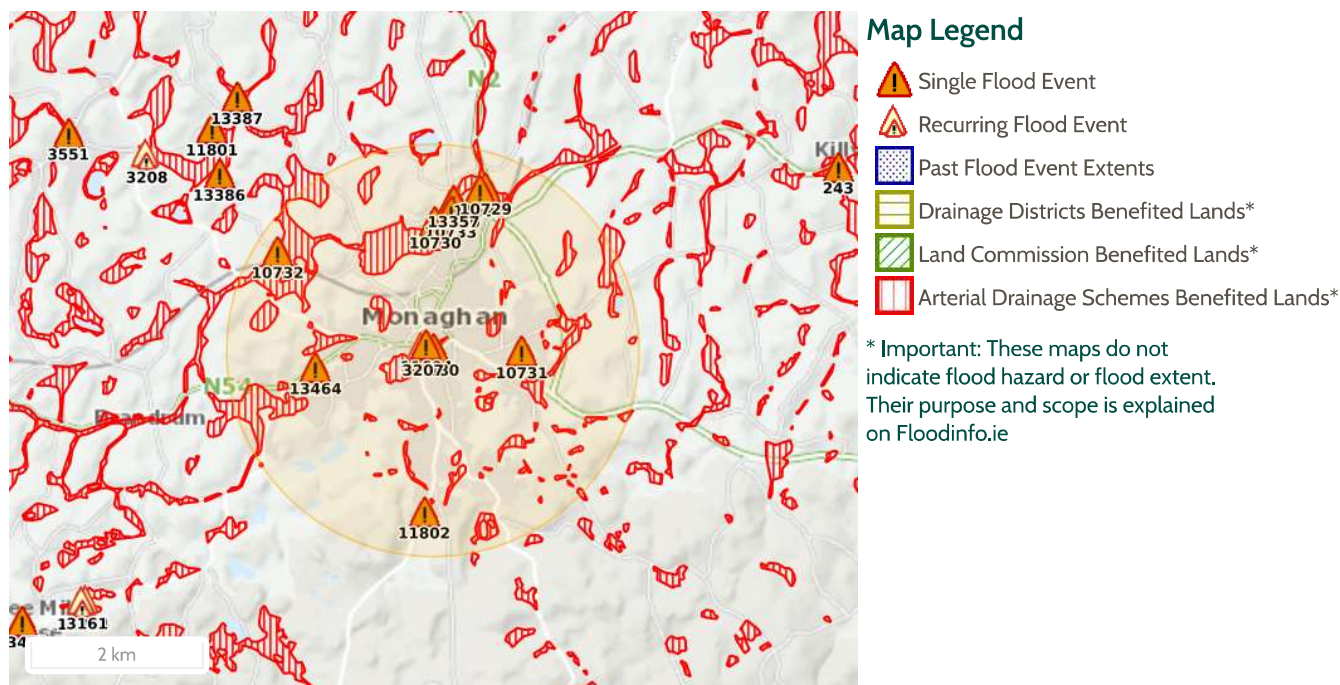 N2
13387
3551
11801
3208
13386
243
10729
13357
10730
10732
Monaghan
13464
10731
N54
11802
13161
34
2 km
Map Legend
Single Flood Event
Recurring Flood Event
Past Flood Event Extents
Drainage Districts Benefited Lands*
Land Commission Benefited Lands*
Arterial Drainage Schemes Benefited Lands*
* Important: These maps do not
indicate flood hazard or flood extent.
Their purpose and scope is explained
on Floodinfo.ie